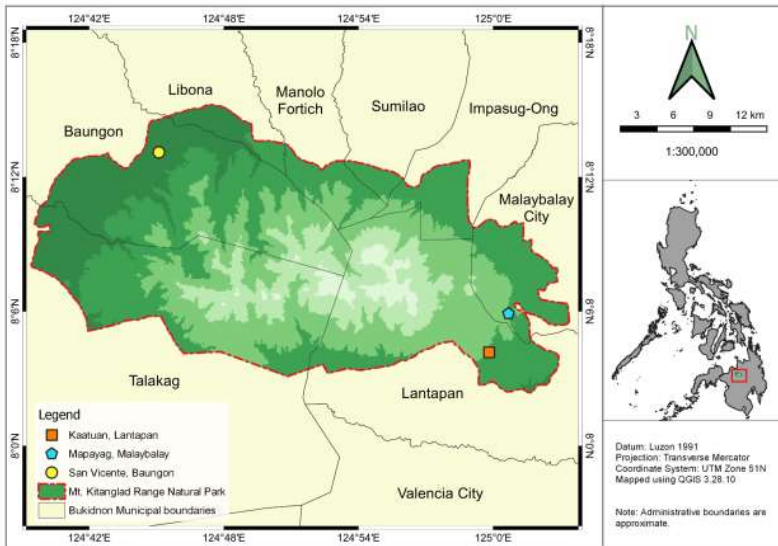 124°42'E 124°48'E 124°54'E 125°0'E
8°18'N 8°18'N
Libona
Manolo
Fortich
Sumilao
Impasug-Ong
Baungon
8°12'N 8°12'N
Malaybalay
City
8°6'N 8°6'N
Talakag
Lantapan
8°0'N 8°0'N
Valencia City
Legend
Kaatuan, Lantapan
Mapayag, Malaybalay
San Vicente, Baungon
Mt. Kitanglad Range Natural Park
Bukidnon Municipal boundaries
124°42'E 124°48'E 124°54'E 125°0'E
N
3 6 9 12 km
1:300,000
Datum: Luzon 1991
Projection: Transverse Mercator
Coordinate System: UTM Zone 51N
Mapped using QGIS 3.28.10
Note: Administrative boundaries are
approximate.